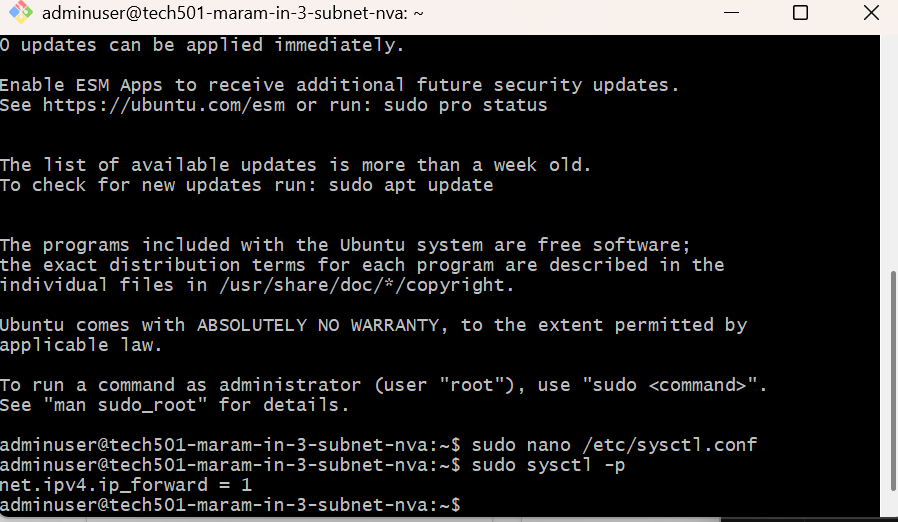 adminuser@tech501-maram-in-3-subnet-nva: ~
0 updates can be applied immediately.
Enable ESM Apps to receive additional future security updates.
See https://ubuntu.com/esm or run: sudo pro status
The list of available updates is more than a week old.
To check for new updates run: sudo apt update
The programs included with the Ubuntu system are free software;
the exact distribution terms for each program are described in the
individual files in /usr/share/doc/*/copyright.
Ubuntu comes with ABSOLUTELY NO WARRANTY, to the extent permitted by
applicable law.
To run a command as administrator (user "root"), use "sudo <command>".
See "man sudo_root" for details.
adminuser@tech501-maram-in-3-subnet-nva:~$ sudo nano /etc/sysctl.conf
adminuser@tech501-maram-in-3-subnet-nva:~$ sudo sysctl -p
net.ipv4.ip_forward = 1
adminuser@tech501-maram-in-3-subnet-nva:~$